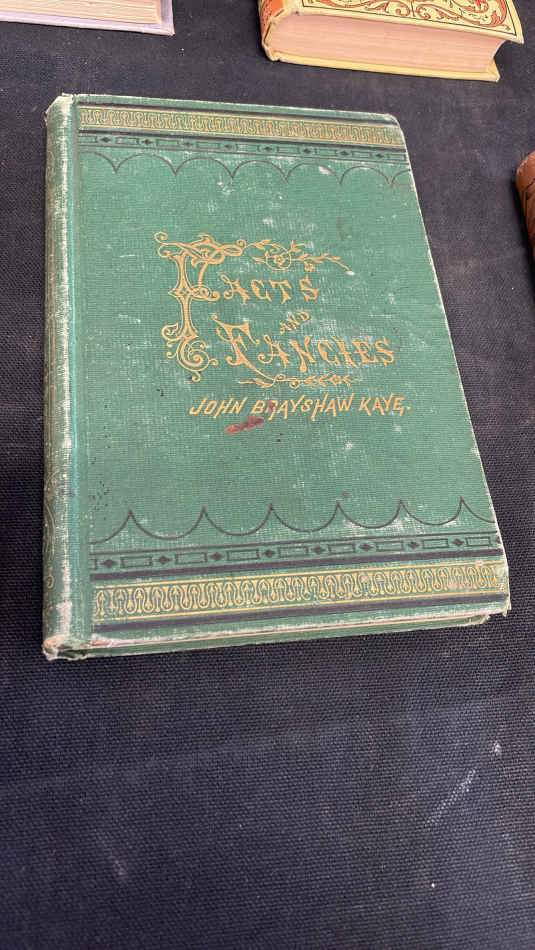 FACTS
AND
FANCIES
JOHN BRAYSHAW KAYE.